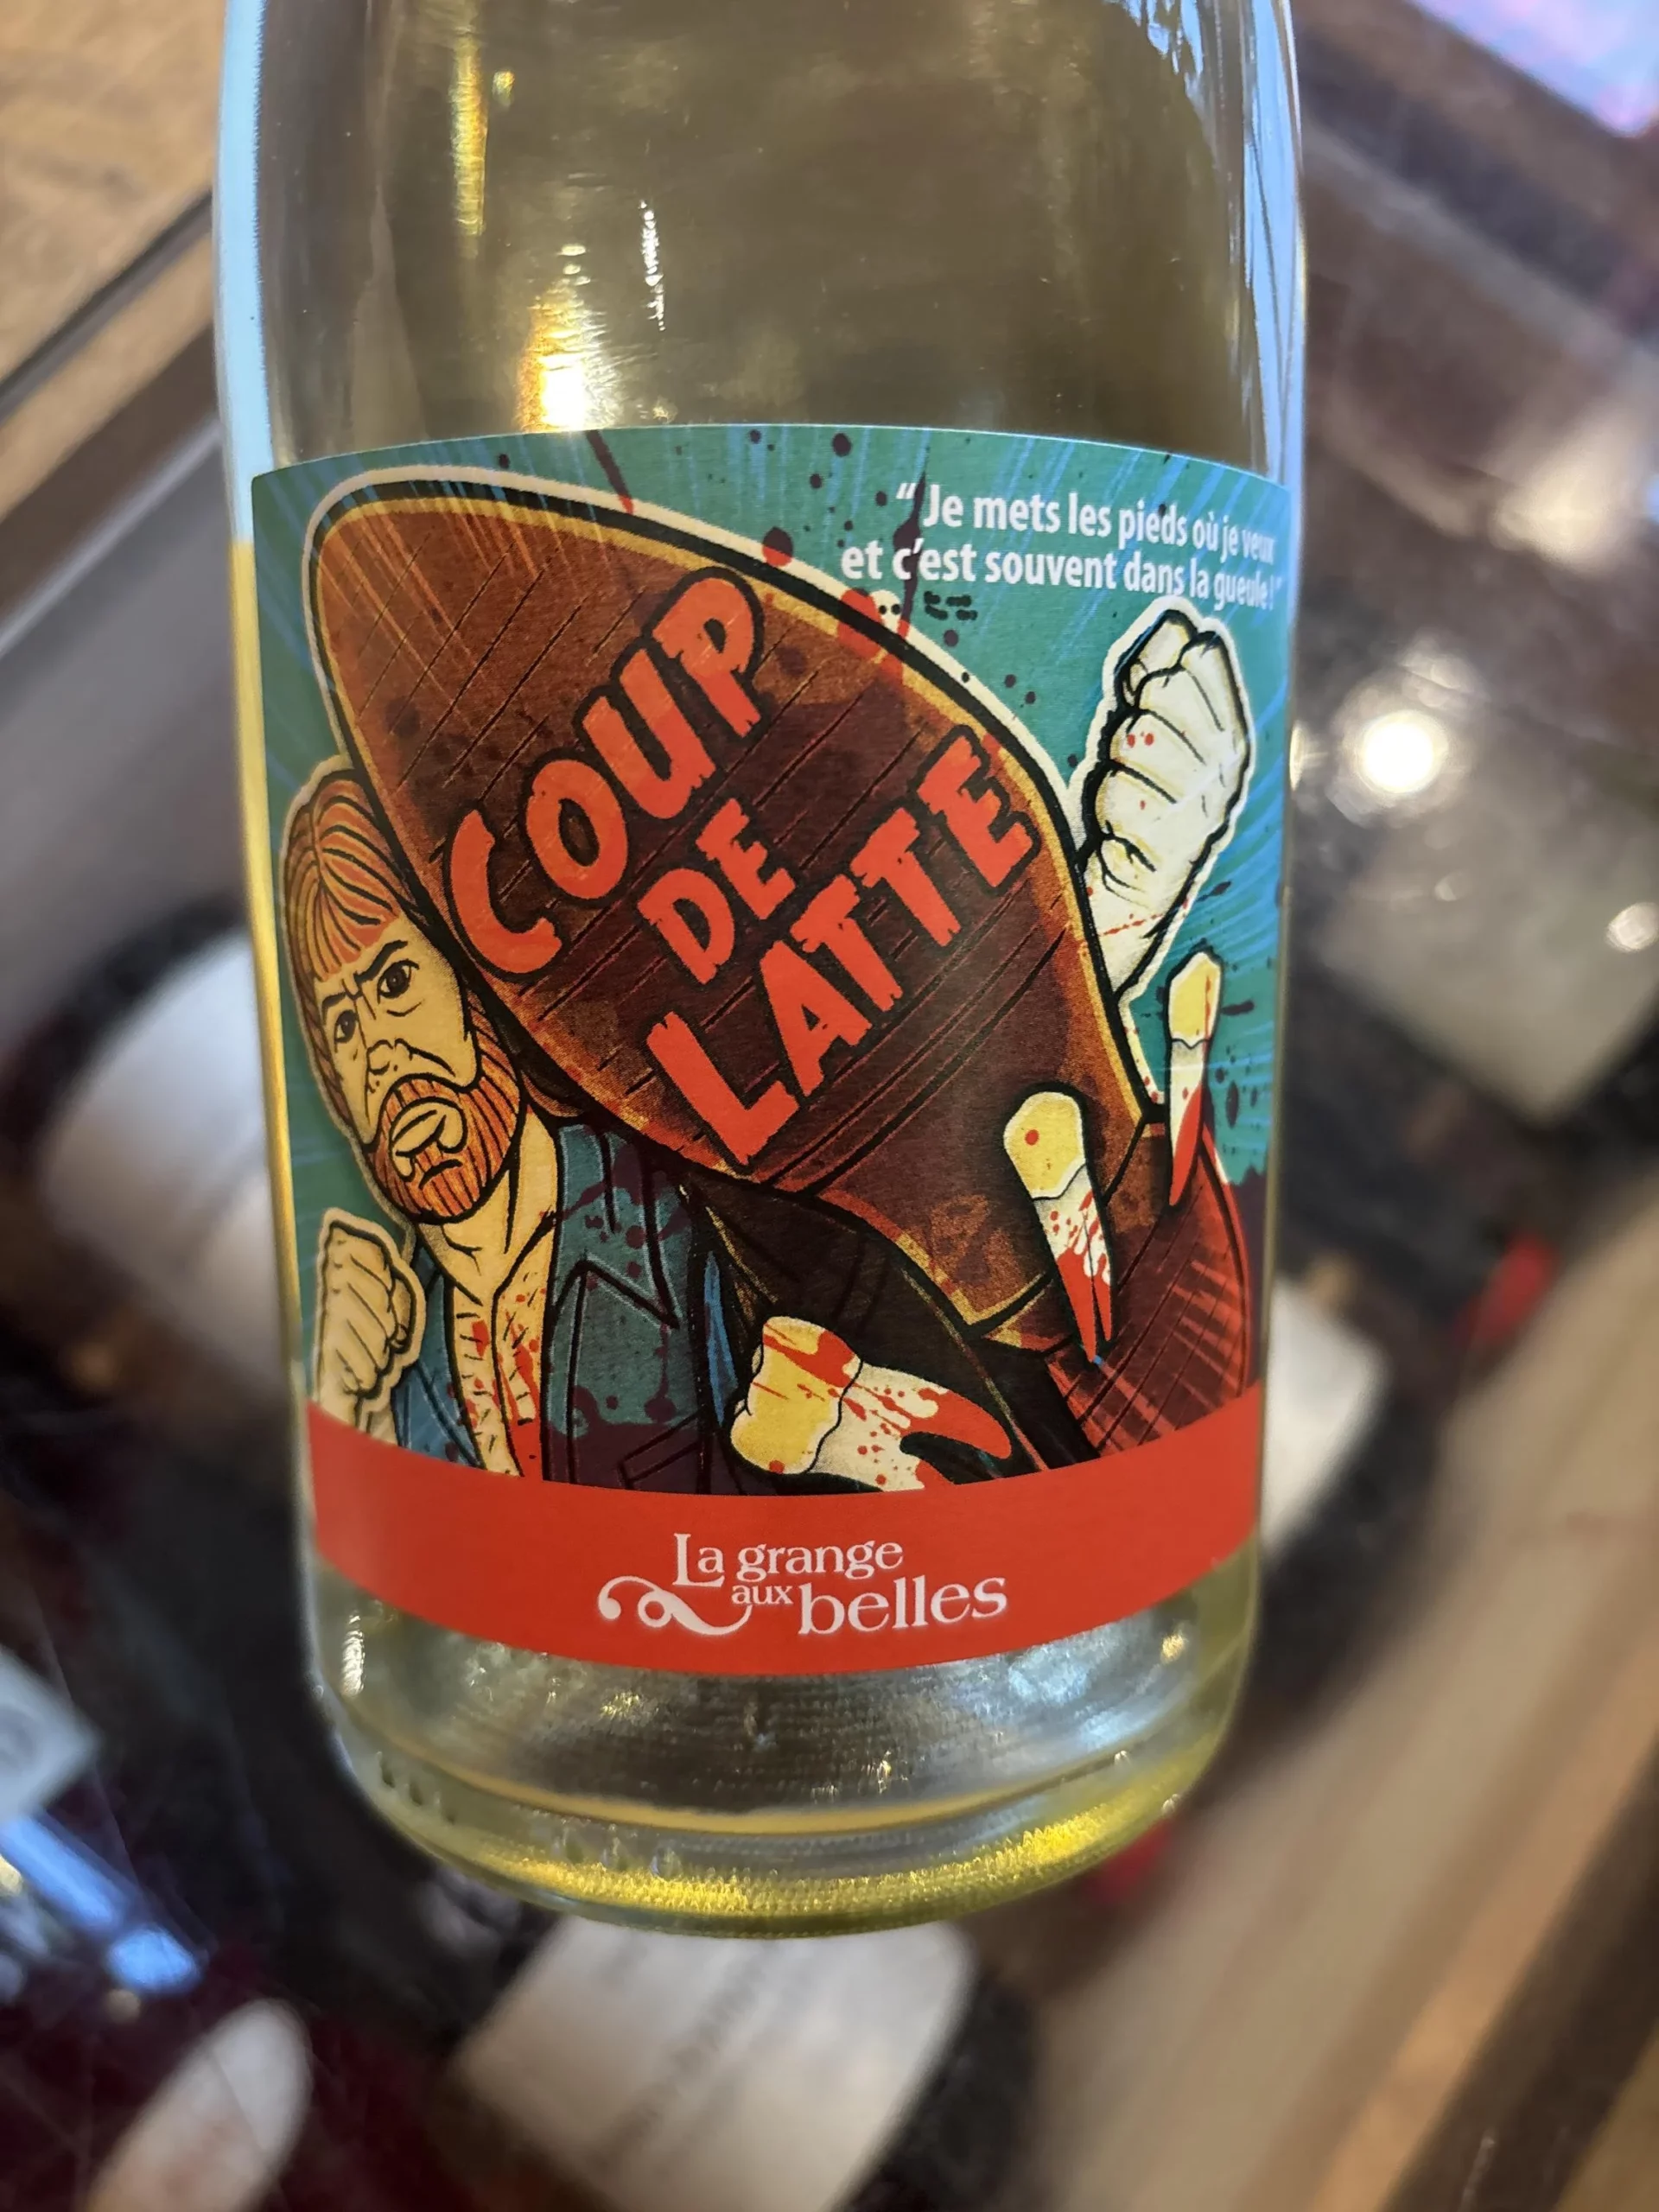 “ Je mets les pieds où je veux
et c'est souvent dans la gueule ! ”
COUP
DE
LATTE
La grange
aux belles